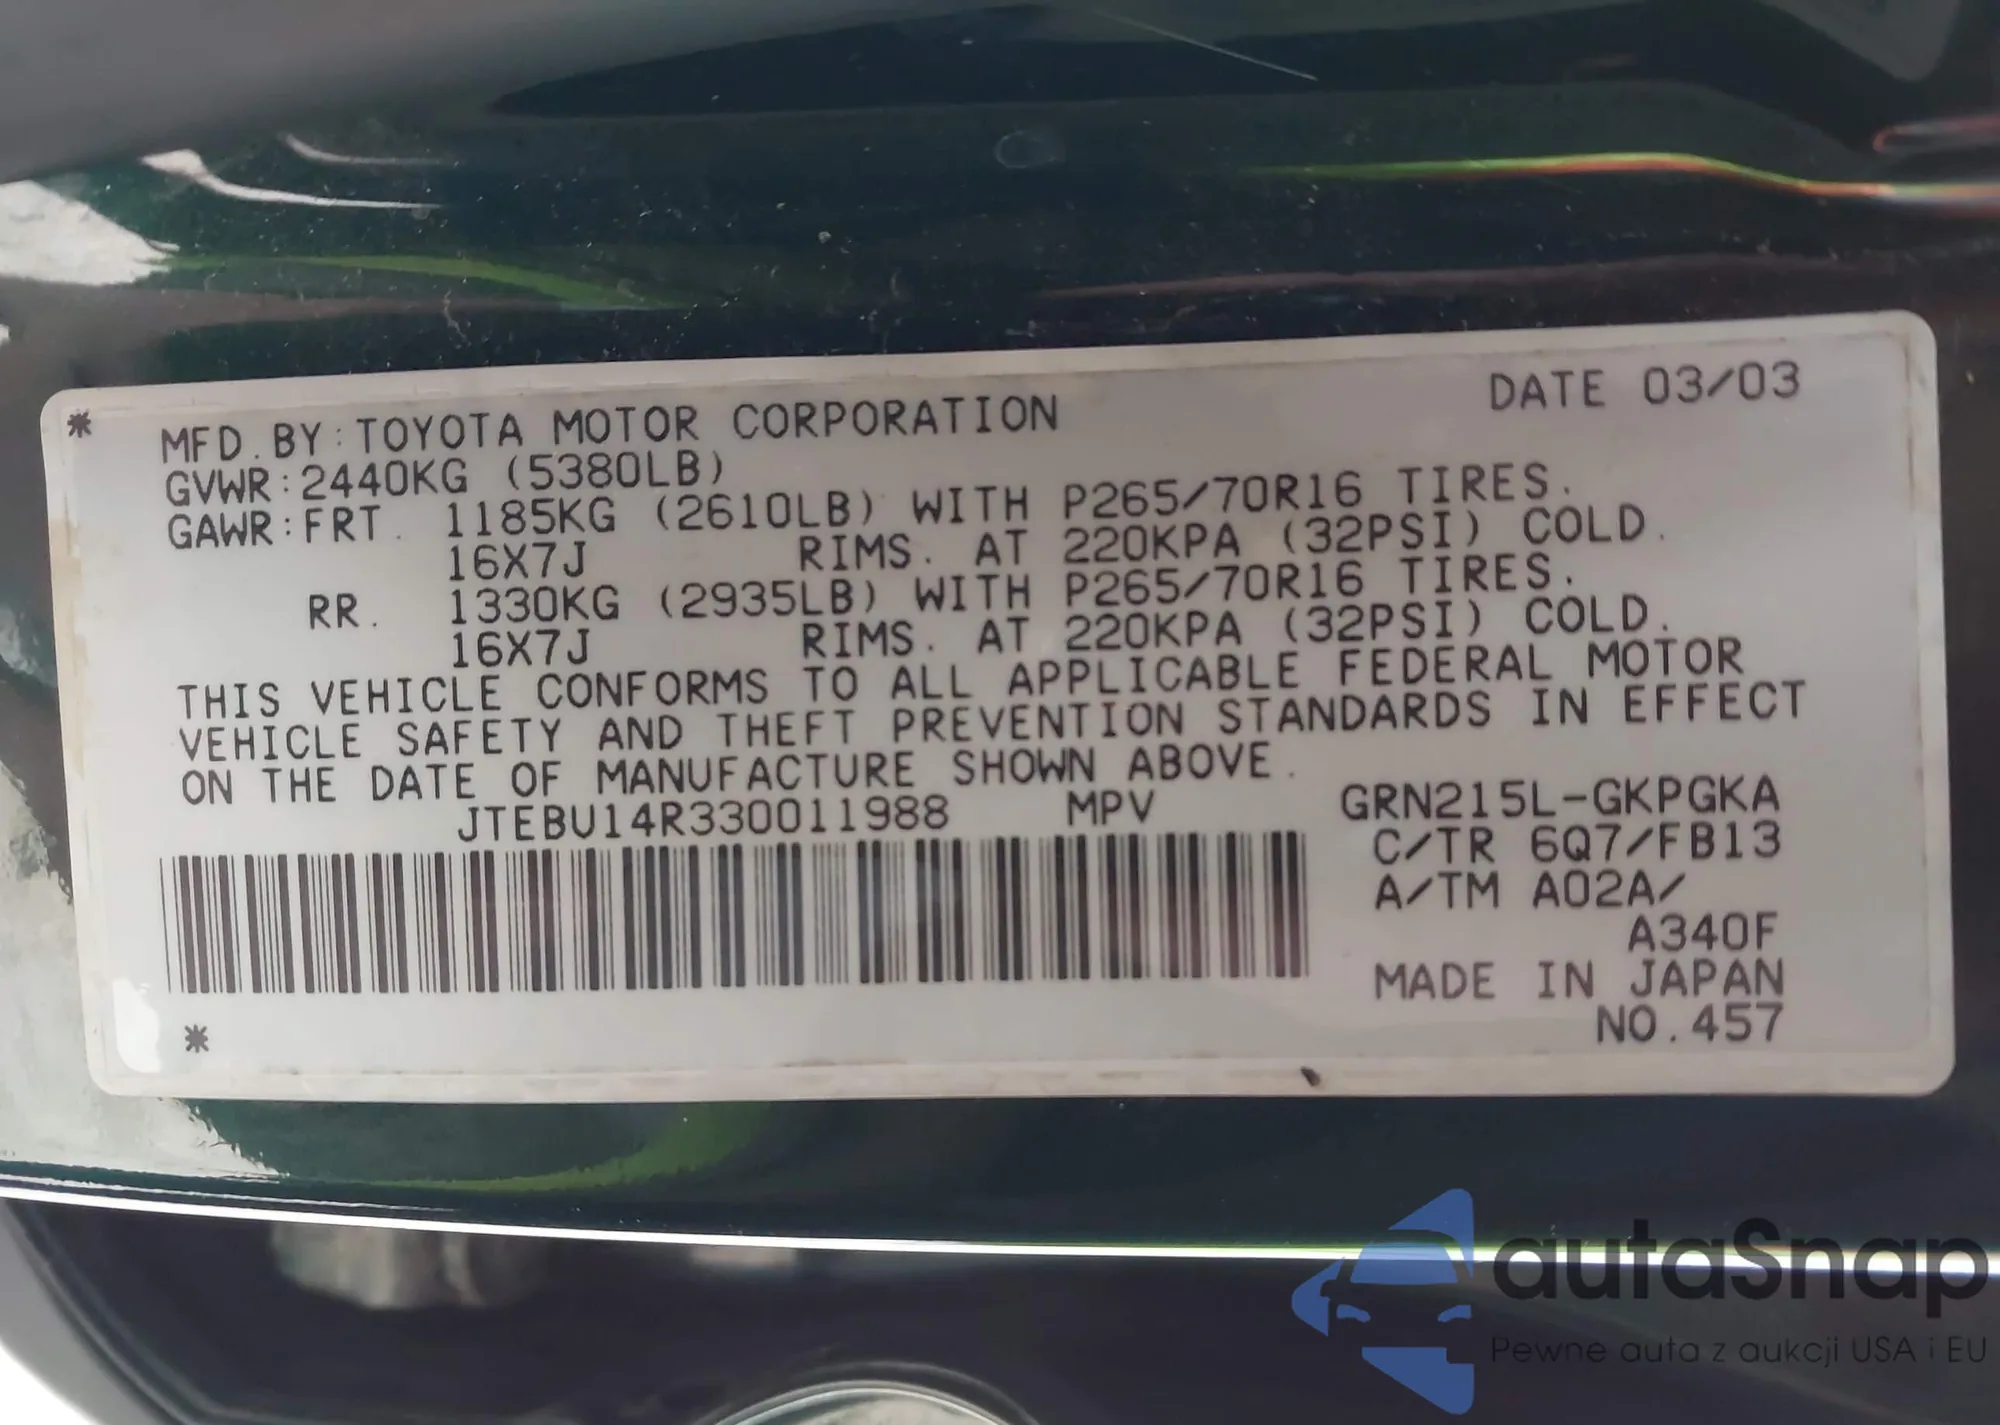 * MFD.BY:TOYOTA MOTOR CORPORATION DATE 03/03
GVWR:2440KG (5380LB)
GAWR:FRT. 1185KG (2610LB) WITH P265/70R16 TIRES.
16X7J RIMS. AT 220KPA (32PSI) COLD.
RR. 1330KG (2935LB) WITH P265/70R16 TIRES.
16X7J RIMS. AT 220KPA (32PSI) COLD.
THIS VEHICLE CONFORMS TO ALL APPLICABLE FEDERAL MOTOR
VEHICLE SAFETY AND THEFT PREVENTION STANDARDS IN EFFECT
ON THE DATE OF MANUFACTURE SHOWN ABOVE.
JTEBU14R330011988 MPV GRN215L-GKPGKA
C/TR 6Q7/FB13
A/TM A02A/
A340F
MADE IN JAPAN
* NO.457
autaSnap
Pewne auta z aukcji USA i EU